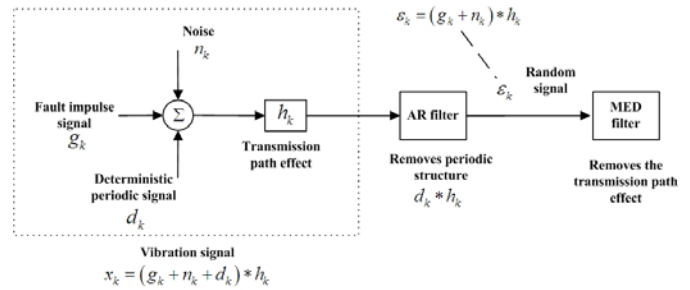 Noise
n_k
Fault impulse
signal
g_k
Σ
Deterministic
periodic signal
d_k
h_k
Transmission
path effect
Vibration signal
x_k = (g_k + n_k + d_k) * h_k
AR filter
Removes periodic
structure
d_k * h_k
ε_k = (g_k + n_k) * h_k
ε_k
Random
signal
MED
filter
Removes the
transmission path
effect